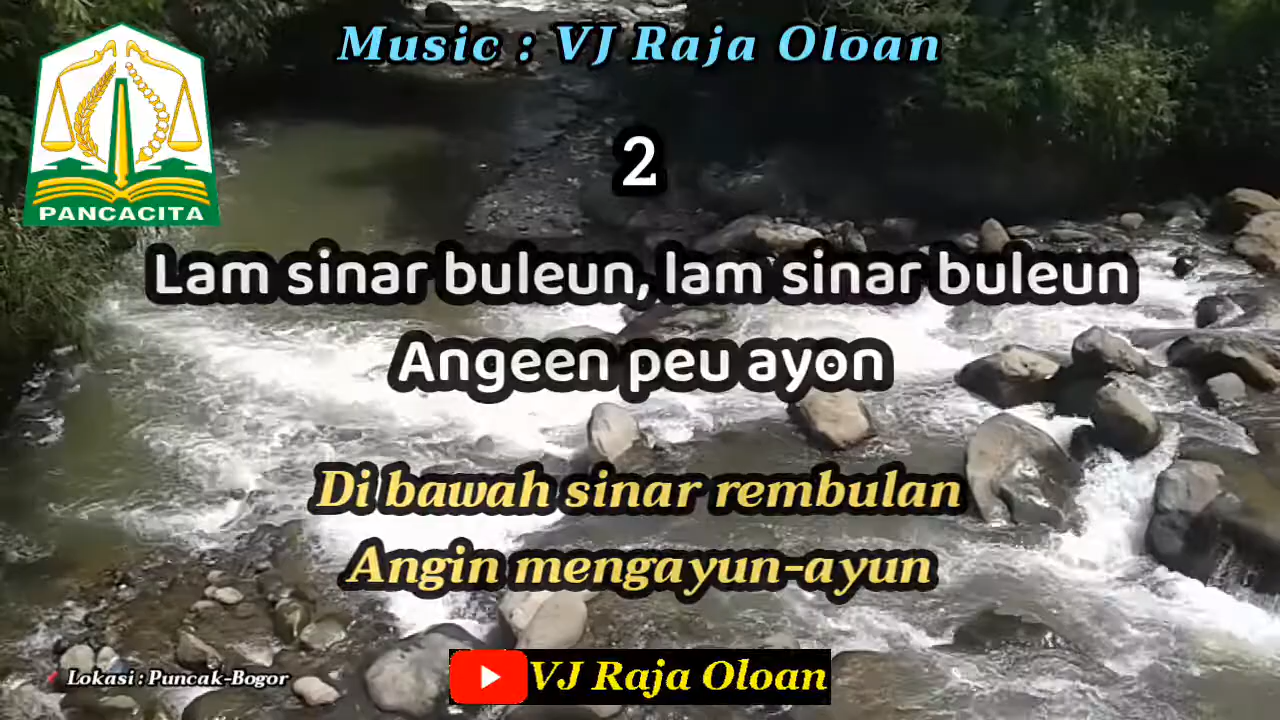 Music : VJ Raja Oloan
PANCACITA
2
Lam sinar buleun, lam sinar buleun
Angeen peu ayon
Di bawah sinar rembulan
Angin mengayun-ayun
Lokasi : Puncak-Bogor
VJ Raja Oloan